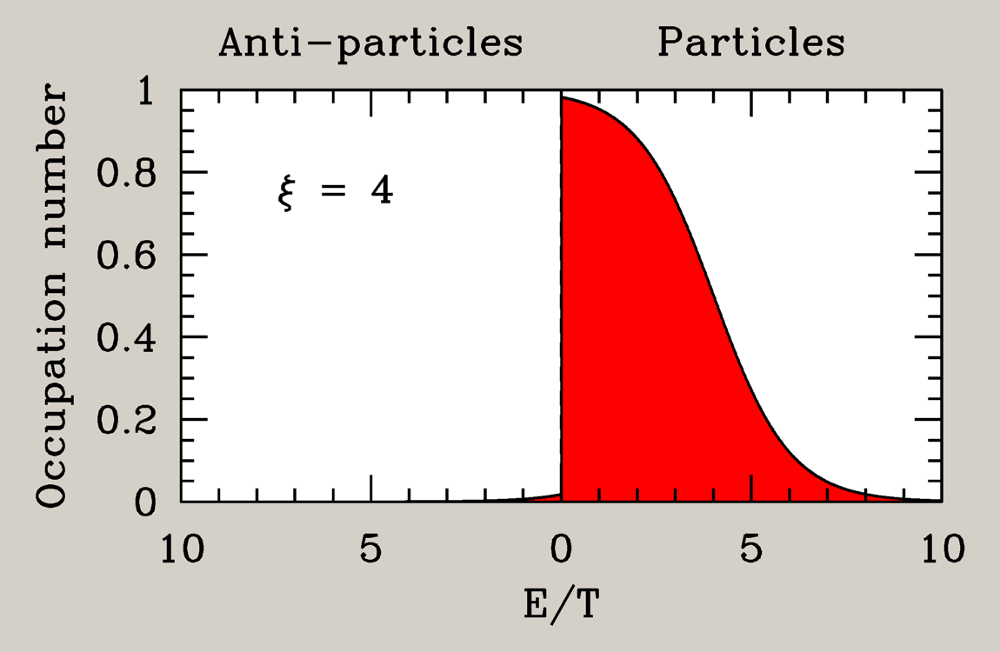 Anti-particles Particles
Occupation number
1
0.8
0.6
0.4
0.2
0
ξ = 4
10 5 0 5 10
E/T